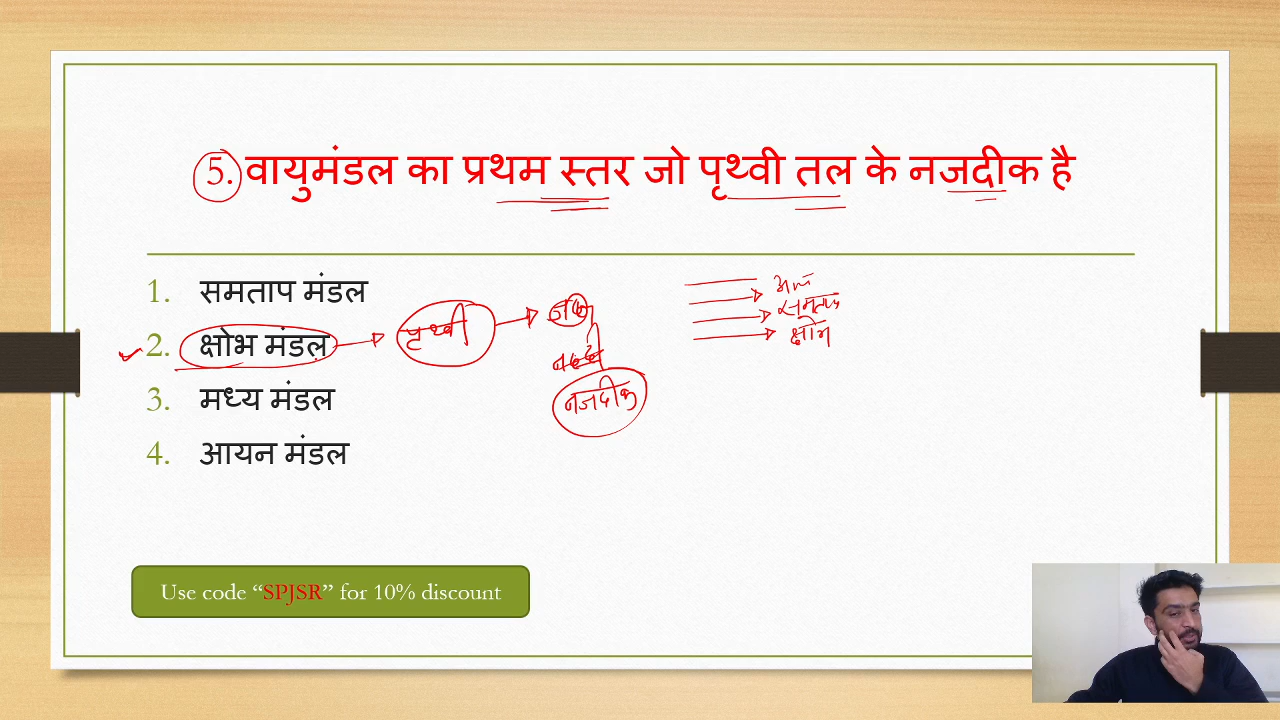 5. वायुमंडल का प्रथम स्तर जो पृथ्वी तल के नजदीक है
1. समताप मंडल
2. क्षोभ मंडल
3. मध्य मंडल
4. आयन मंडल
पृथ्वी
नजदीक
समताप
क्षोभ
Use code “SPJSR” for 10% discount